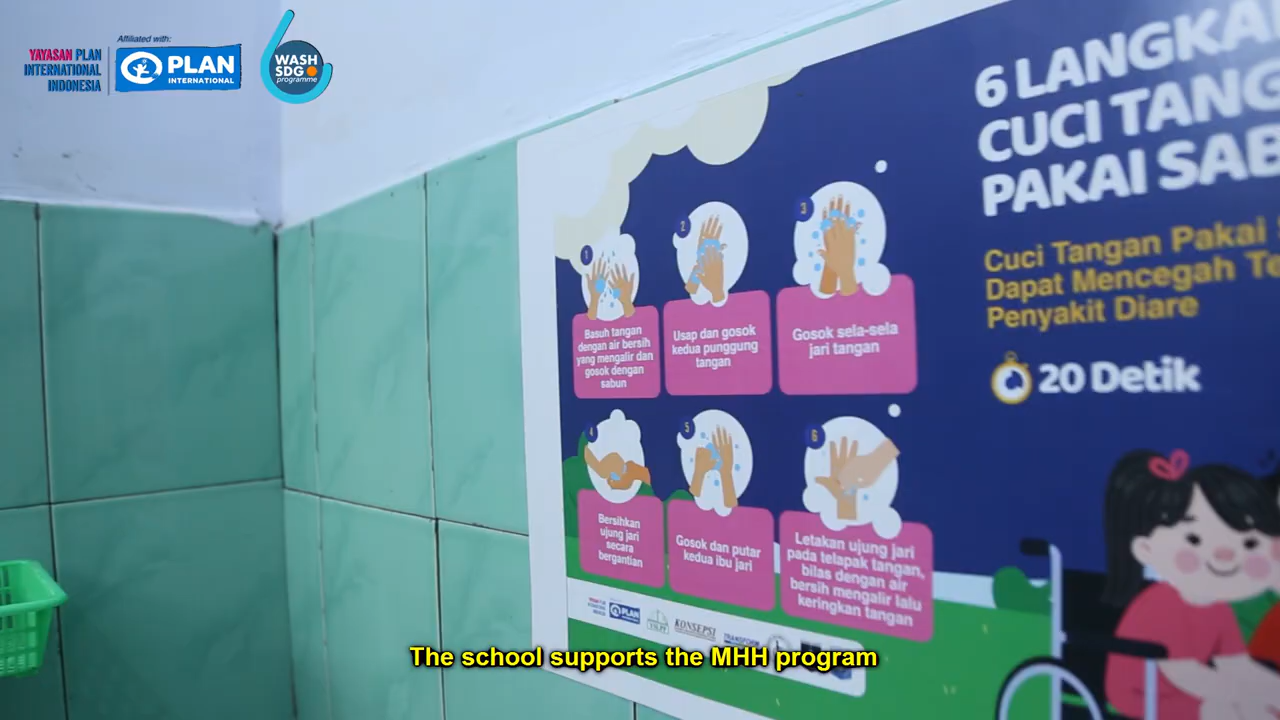 Affiliated with:
YAYASAN PLAN
INTERNATIONAL
INDONESIA
PLAN
INTERNATIONAL
WASH
SDG
programme
6 LANGKA
CUCI TANG
PAKAI SAB
Cuci Tangan Pakai
Dapat Mencegah Te
Penyakit Diare
20 Detik
1
Basuh tangan
dengan air bersih
yang mengalir dan
gosok dengan
sabun
2
Usap dan gosok
kedua punggung
tangan
3
Gosok sela-sela
jari tangan
4
Bersihkan
ujung jari
secara
bergantian
5
Gosok dan putar
kedua ibu jari
6
Letakan ujung jari
pada telapak tangan,
bilas dengan air
bersih mengalir lalu
keringkan tangan
PLAN
KONSEPSI
The school supports the MHH program